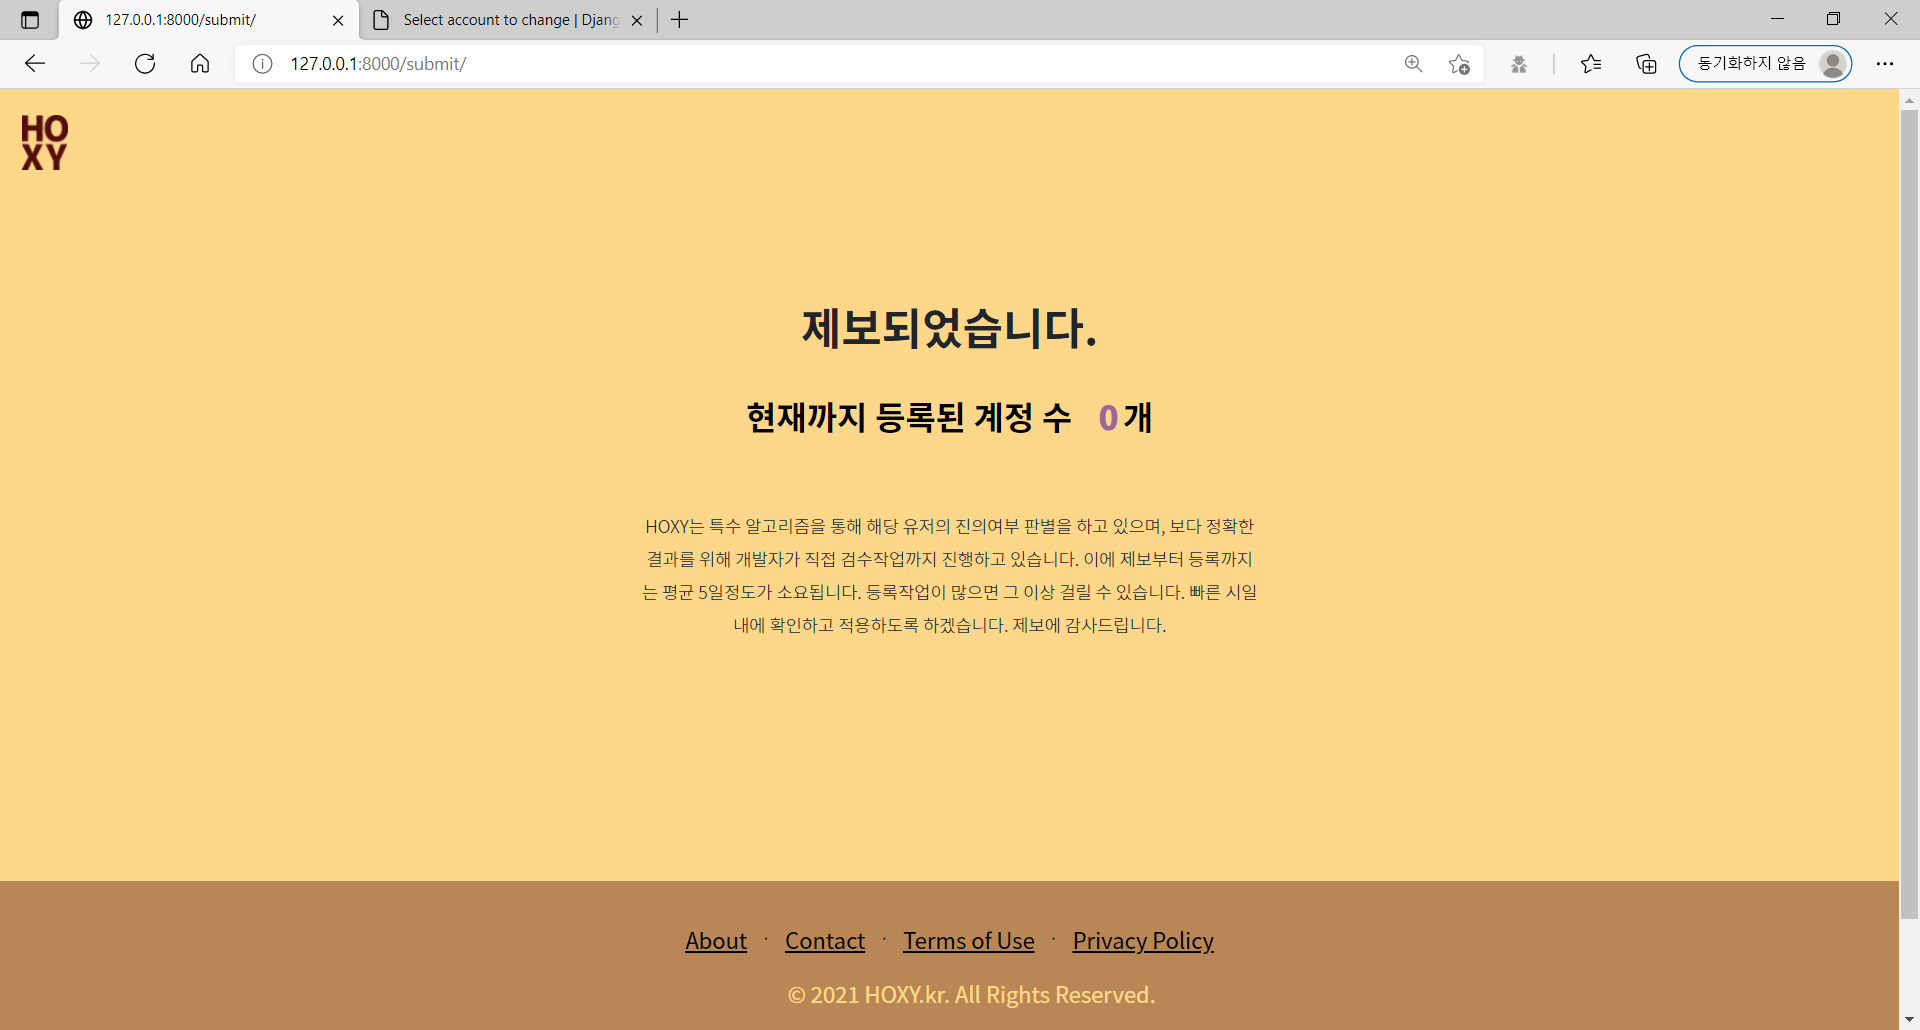 127.0.0.1:8000/submit/
Select account to change | Djang
127.0.0.1:8000/submit/
동기화하지 않음
HO
XY
제보되었습니다.
현재까지 등록된 계정 수 0개
HOXY는 특수 알고리즘을 통해 해당 유저의 진의여부 판별을 하고 있으며, 보다 정확한
결과를 위해 개발자가 직접 검수작업까지 진행하고 있습니다. 이에 제보부터 등록까지
는 평균 5일정도가 소요됩니다. 등록작업이 많으면 그 이상 걸릴 수 있습니다. 빠른 시일
내에 확인하고 적용하도록 하겠습니다. 제보에 감사드립니다.
About · Contact · Terms of Use · Privacy Policy
© 2021 HOXY.kr. All Rights Reserved.